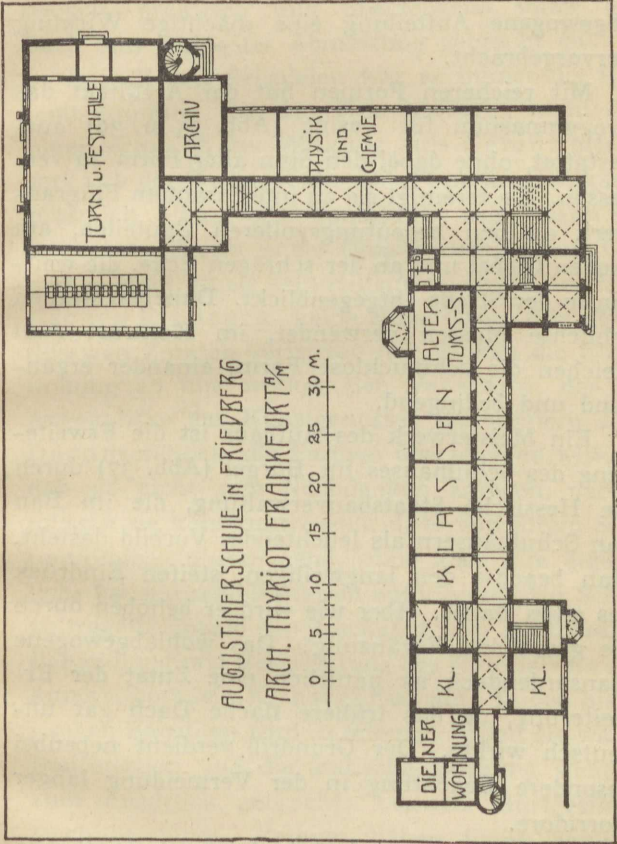 TURN U. FESTHALLE
ARCHIV
PHYSIK
UND
CHEMIE
ALTER
TUMS-S.
KLASSEN
KL.
KL.
DIENER
WOHNUNG
AUGUSTINERSCHULE IN FRIEDBERG
ARCH. THYRIOT FRANKFURT A/M
0 5 10 15 20 25 30 M.